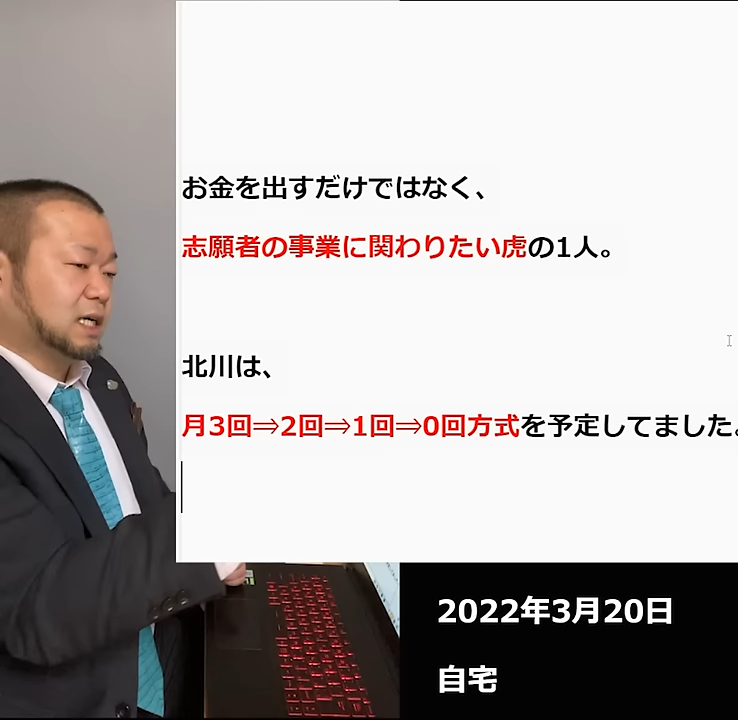 お金を出すだけではなく、
志願者の事業に関わりたい虎の1人。
北川は、
月3回⇒2回⇒1回⇒0回方式を予定してました。
2022年3月20日
自宅